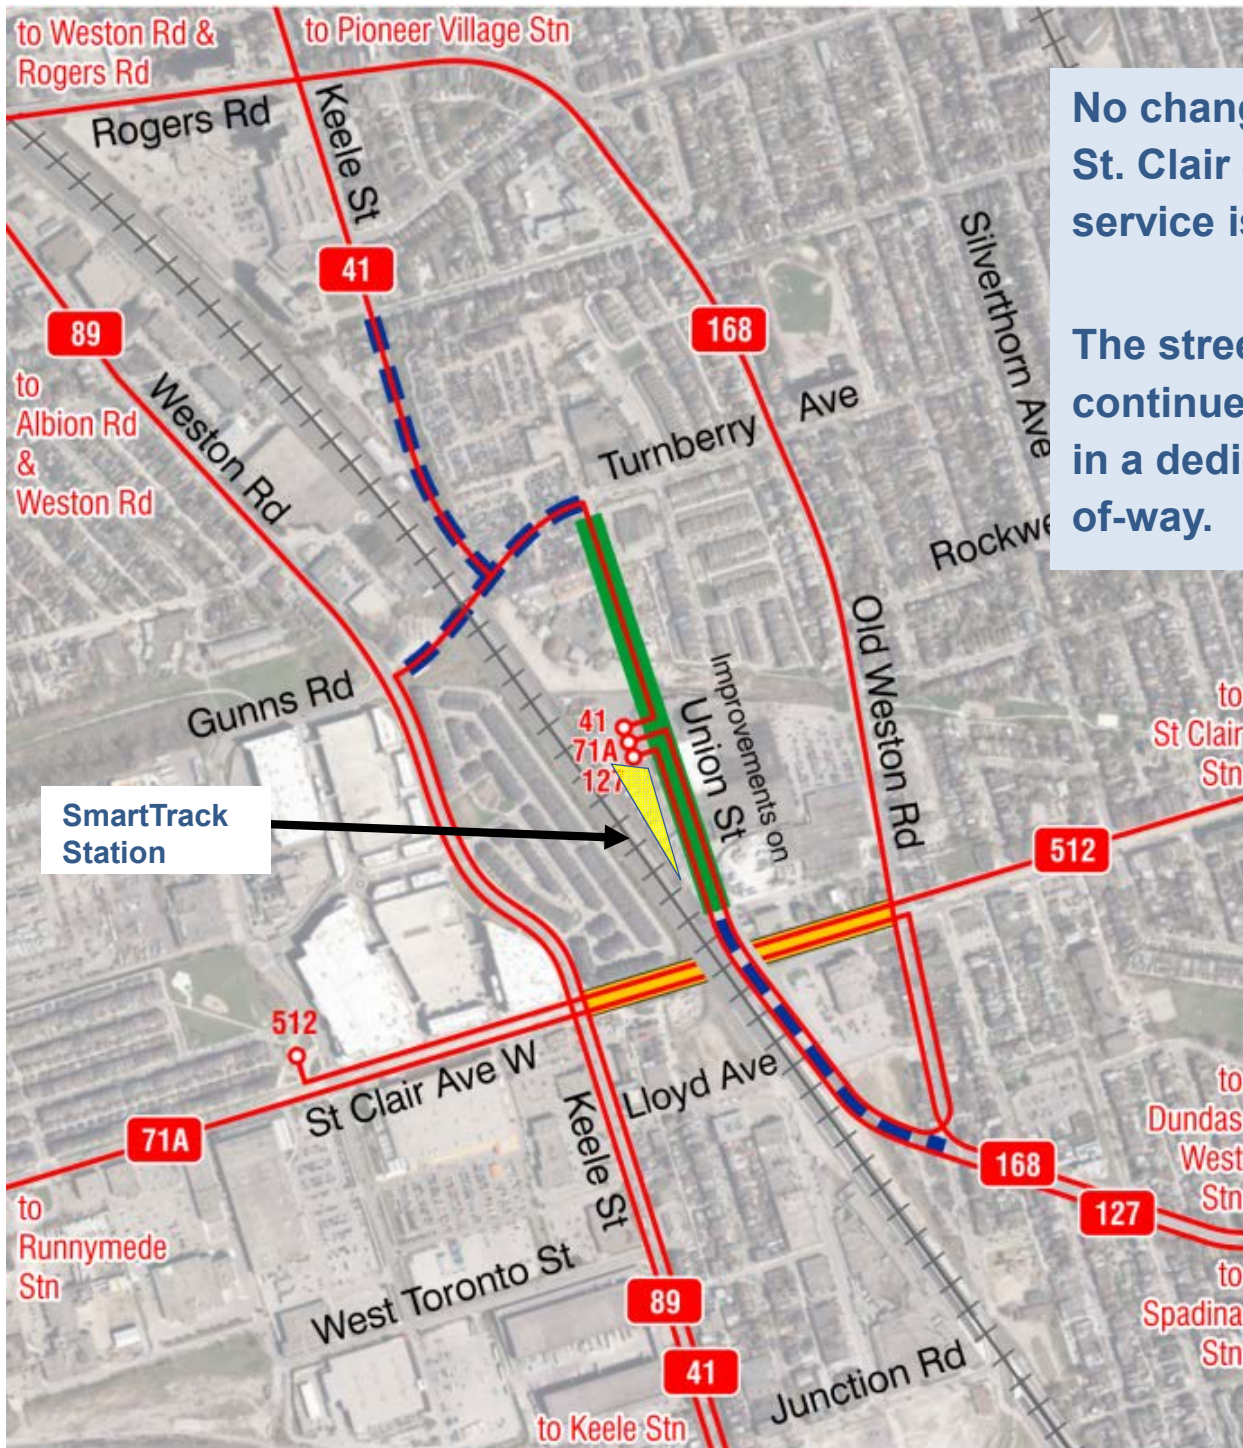 to Weston Rd &
Rogers Rd
to Pioneer Village Stn
Rogers Rd
Keele St
41
168
89
to
Albion Rd
&
Weston Rd
Weston Rd
Silverthorn Ave
No chang
St. Clair
service is
The stree
continue
in a dedi
of-way.
Turnberry Ave
Rockwe
Old Weston Rd
Gunns Rd
Improvements on
Union St
41
71A
127
to
St Clair
Stn
SmartTrack
Station
512
512
St Clair Ave W
Lloyd Ave
Keele St
71A
to
Runnymede
Stn
to
Dundas
West
Stn
168
127
to
Spadina
Stn
West Toronto St
89
41
Junction Rd
to Keele Stn